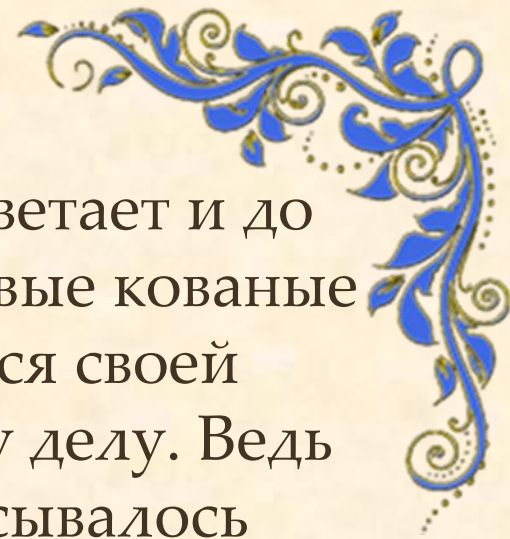 ветает и до
вые кованые
ся своей
у делу. Ведь
сывалось